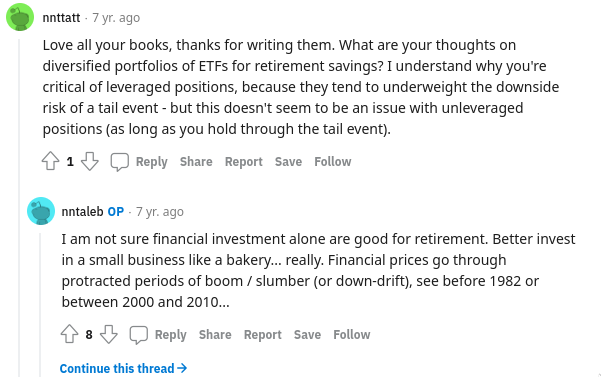 nnttatt · 7 yr. ago
Love all your books, thanks for writing them. What are your thoughts on
diversified portfolios of ETFs for retirement savings? I understand why you're
critical of leveraged positions, because they tend to underweight the downside
risk of a tail event - but this doesn't seem to be an issue with unleveraged
positions (as long as you hold through the tail event).
1 Reply Share Report Save Follow
nntaleb OP · 7 yr. ago
I am not sure financial investment alone are good for retirement. Better invest
in a small business like a bakery... really. Financial prices go through
protracted periods of boom / slumber (or down-drift), see before 1982 or
between 2000 and 2010...
8 Reply Share Report Save Follow
Continue this thread→